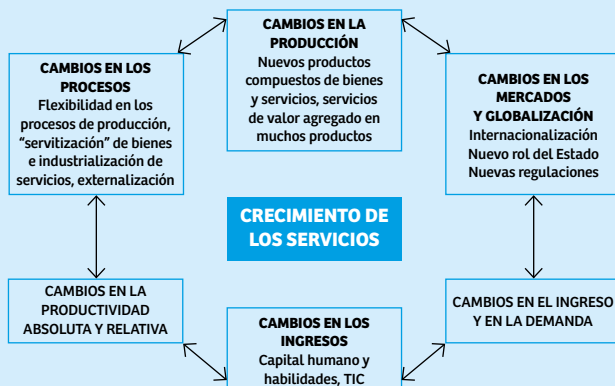 CAMBIOS EN LA
PRODUCCIÓN
Nuevos productos
compuestos de bienes
y servicios, servicios
de valor agregado en
muchos productos
CAMBIOS EN LOS
PROCESOS
Flexibilidad en los
procesos de producción,
“servitización” de bienes
e industrialización de
servicios, externalización
CAMBIOS EN LOS
MERCADOS
Y GLOBALIZACIÓN
Internacionalización
Nuevo rol del Estado
Nuevas regulaciones
CRECIMIENTO DE
LOS SERVICIOS
CAMBIOS EN LA
PRODUCTIVIDAD
ABSOLUTA Y RELATIVA
CAMBIOS EN LOS
INGRESOS
Capital humano y
habilidades, TIC
CAMBIOS EN EL INGRESO
Y EN LA DEMANDA